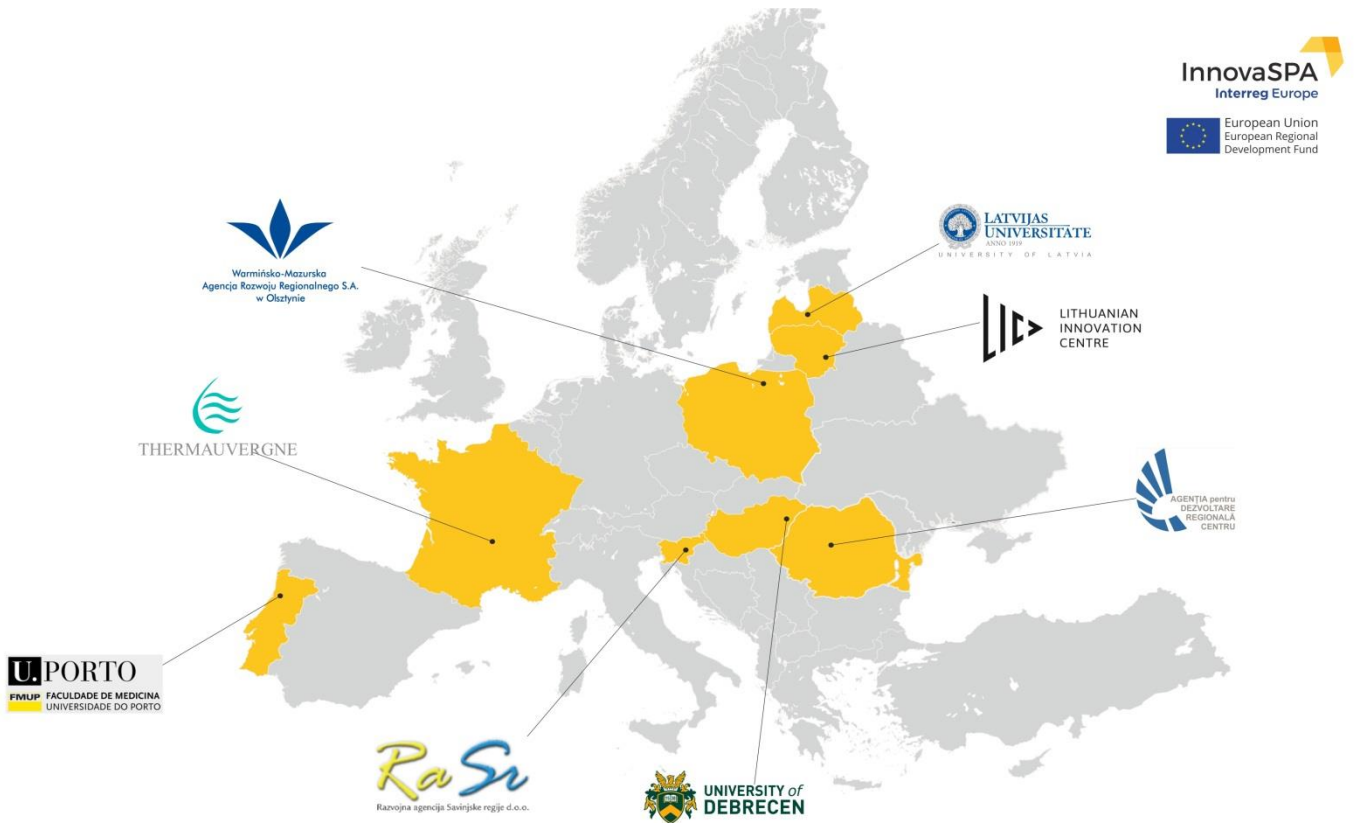 InnovaSPA
Interreg Europe
European Union
European Regional
Development Fund
LATVIJAS
UNIVERSITĀTE
ANNO 1919
UNIVERSITY OF LATVIA
Warmińsko-Mazurska
Agencja Rozwoju Regionalnego S.A.
w Olsztynie
LIC
LITHUANIAN
INNOVATION
CENTRE
THERMAUVERGNE
AGENȚIA pentru
DEZVOLTARE
REGIONALĂ
CENTRU
U.PORTO
FMUP FACULDADE DE MEDICINA
UNIVERSIDADE DO PORTO
RaSr
Razvojna agencija Savinjske regije d.o.o.
UNIVERSITY of
DEBRECEN